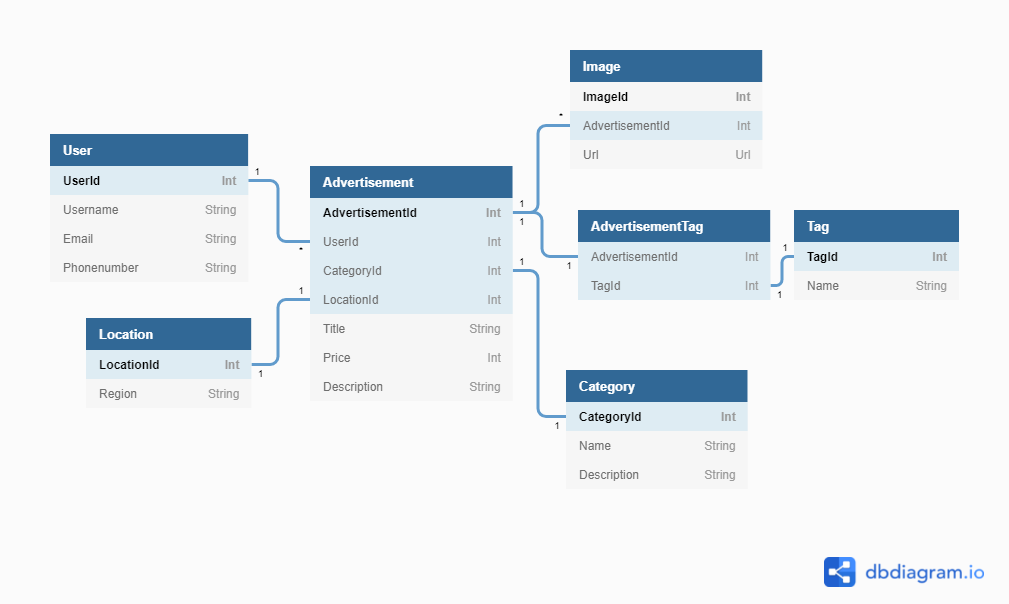 User
UserId Int
Username String
Email String
Phonenumber String
Location
LocationId Int
Region String
Advertisement
AdvertisementId Int
UserId Int
CategoryId Int
LocationId Int
Title String
Price Int
Description String
Image
ImageId Int
AdvertisementId Int
Url Url
AdvertisementTag
AdvertisementId Int
TagId Int
Tag
TagId Int
Name String
Category
CategoryId Int
Name String
Description String
1
*
1
1
1
1
*
1
1
1
1
1
dbdiagram.io